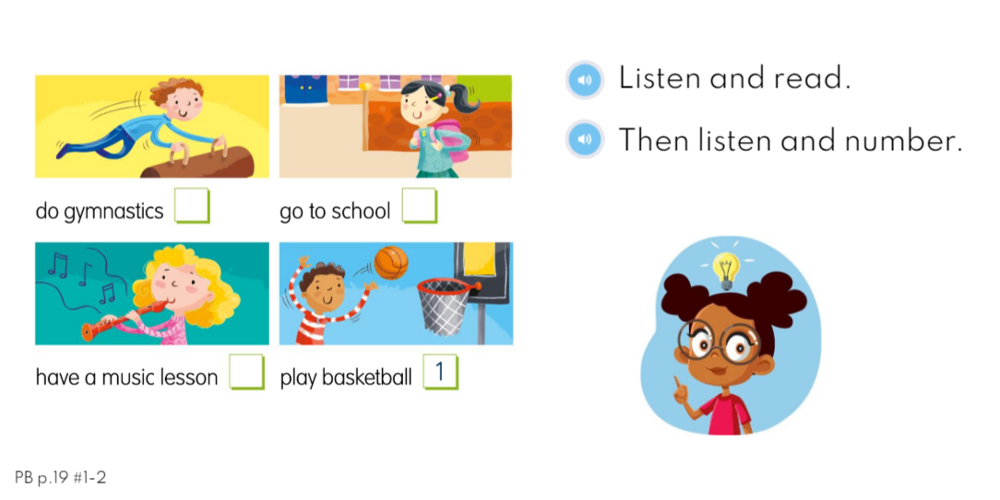 Listen and read.
Then listen and number.
do gymnastics
go to school
have a music lesson
play basketball 1
PB p.19 #1-2